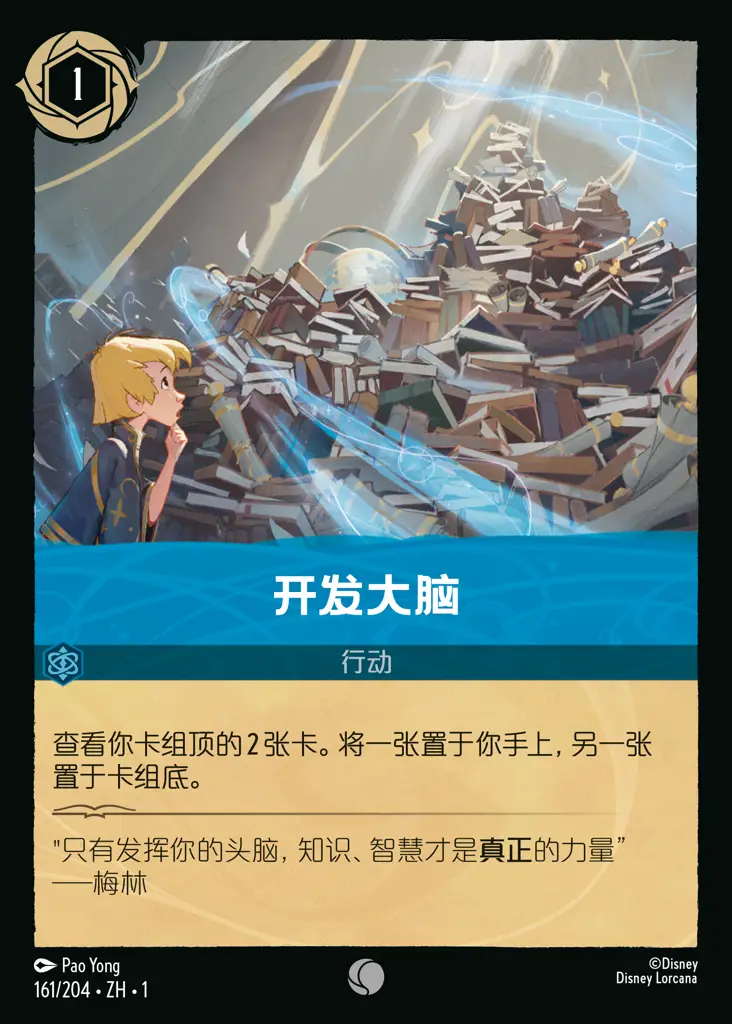 1
开发大脑
行动
查看你卡组顶的2张卡。将一张置于你手上，另一张
置于卡组底。
"只有发挥你的头脑，知识、智慧才是真正的力量”
——梅林
Pao Yong
161/204 • ZH • 1
©Disney
Disney Lorcana